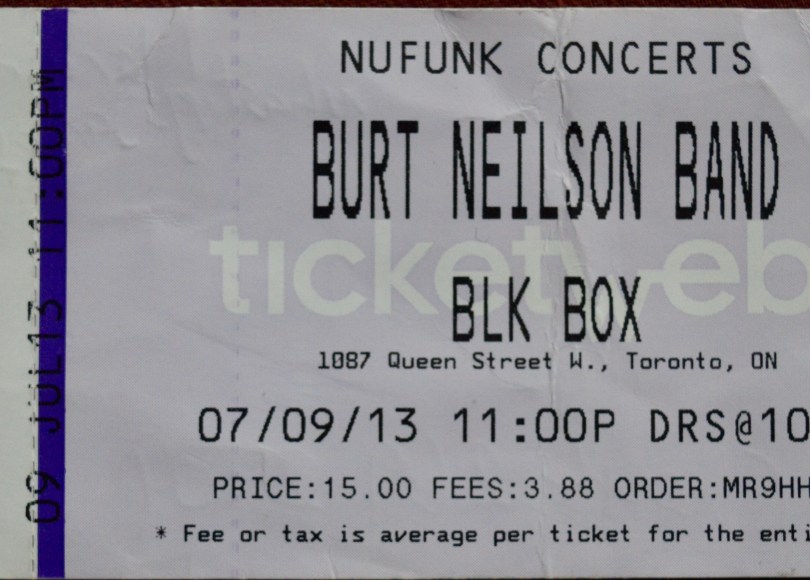 NUFUNK CONCERTS
BURT NEILSON BAND
ticketweb
BLK BOX
1087 Queen Street W., Toronto, ON
07/09/13 11:00P DRS@10
PRICE:15.00 FEES:3.88 ORDER:MR9HH
* Fee or tax is average per ticket for the enti
09 JUL13 11:00PM